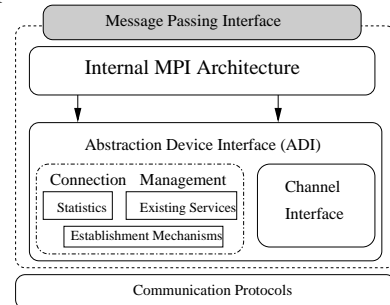 Message Passing Interface
Internal MPI Architecture
Abstraction Device Interface (ADI)
Connection Management
Statistics
Existing Services
Establishment Mechanisms
Channel
Interface
Communication Protocols